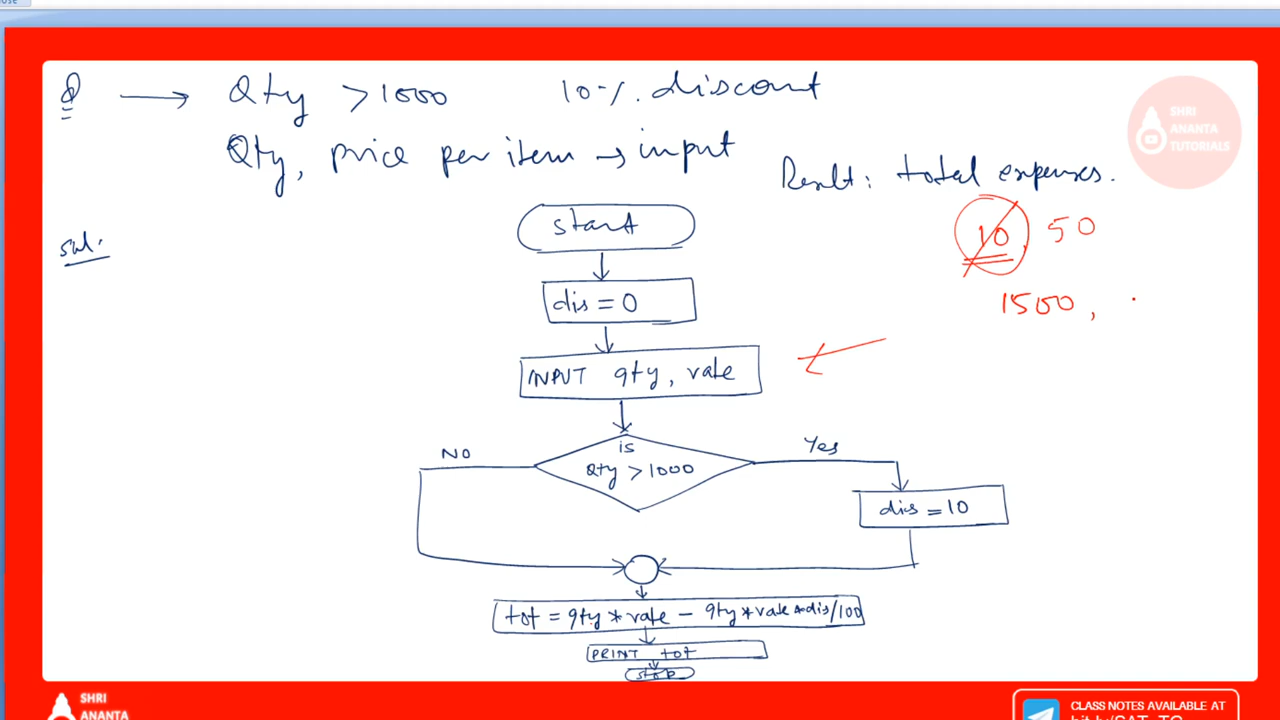 Q → Qty > 1000 10% discount
Qty, price per item → input
Result: total expenses.
SHRI
ANANTA
TUTORIALS
sol:
start
10, 50
1500,
dis = 0
INPUT qty, rate
is
Qty > 1000
NO
Yes
dis = 10
tot = qty * rate - qty * rate * dis/100
PRINT tot
stop
SHRI
ANANTA
CLASS NOTES AVAILABLE AT